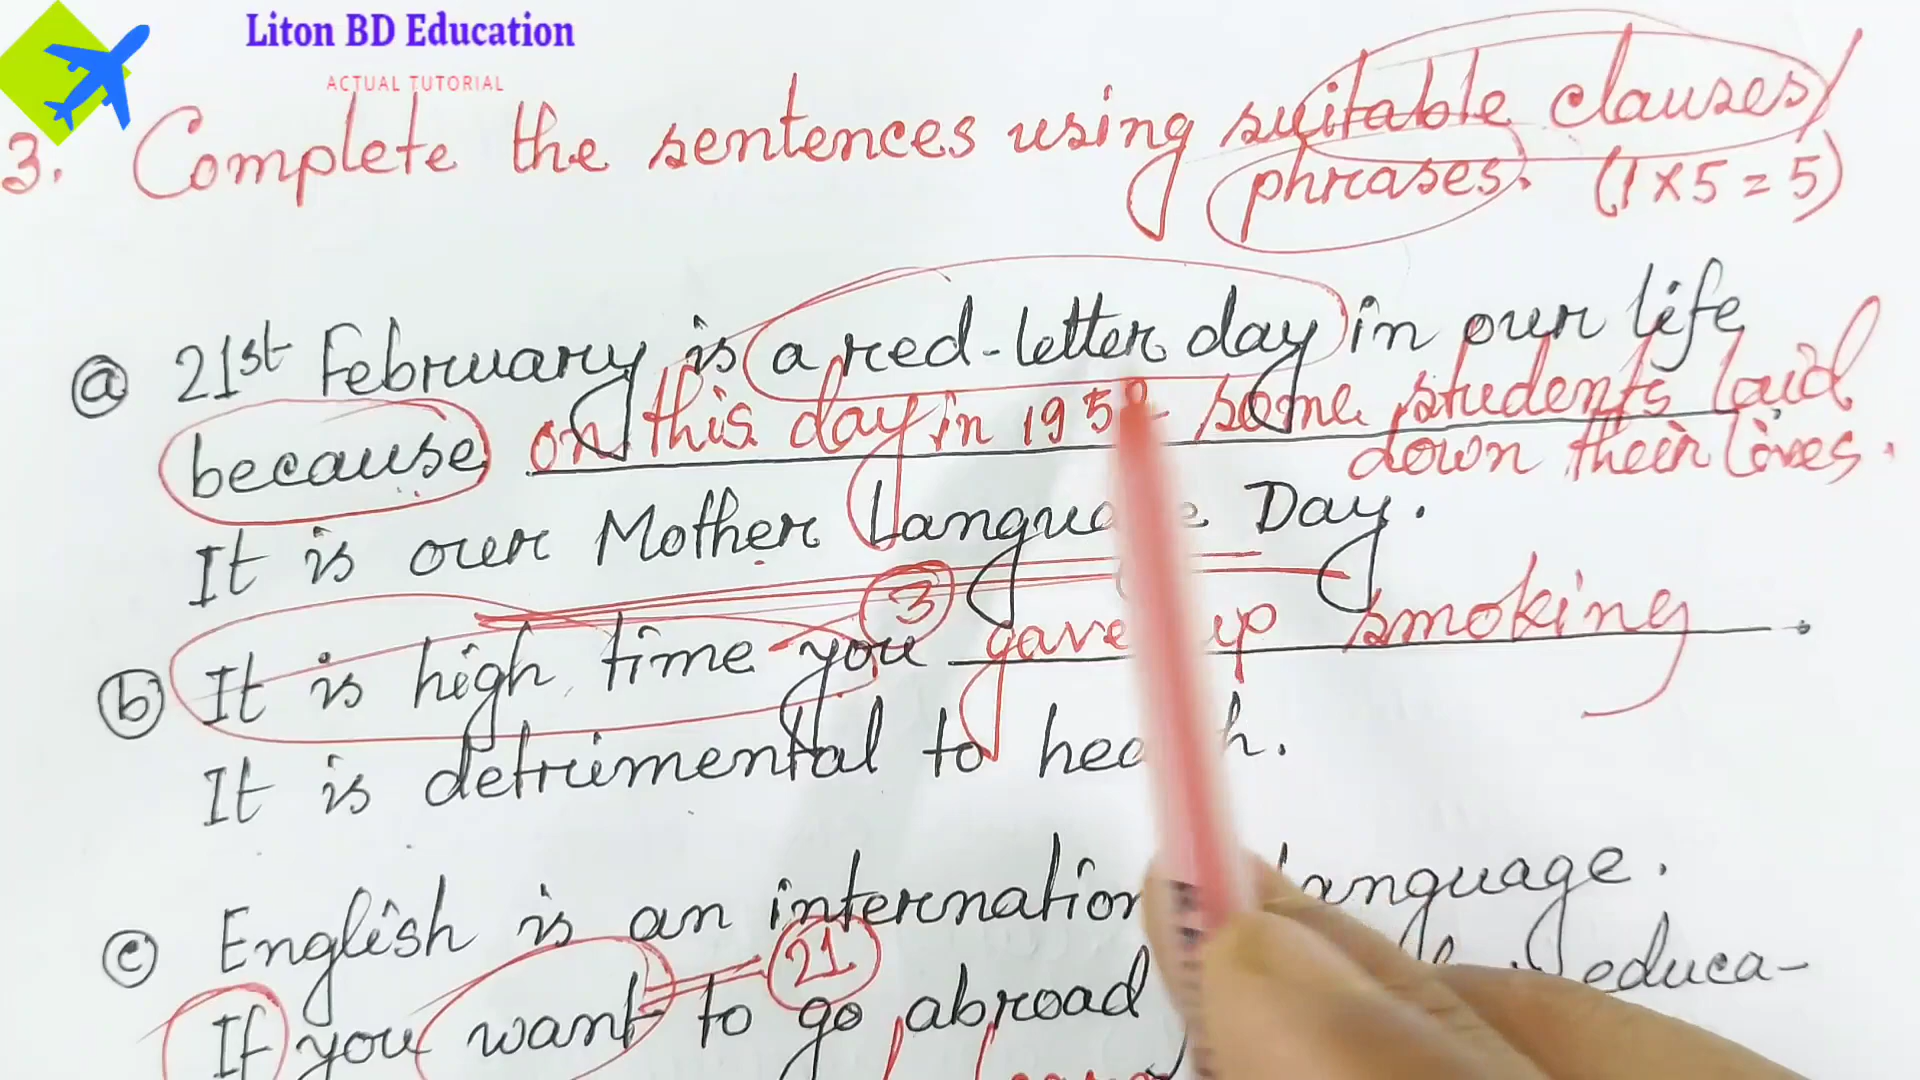 Liton BD Education
ACTUAL TUTORIAL
3. Complete the sentences using suitable clauses/
phrases. (1×5=5)
(a) 21st February is a red-letter day in our life
because on this day in 1952 some students laid
down their lives.
It is our Mother Language Day.
3
(b) It is high time you gave up smoking.
It is detrimental to health.
(c) English is an international language.
21
If you want to go abroad educa-